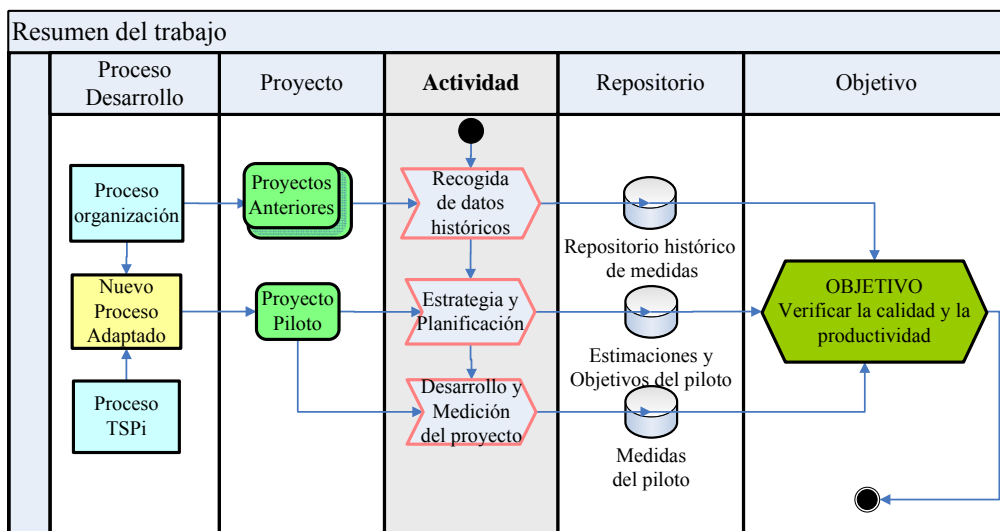 Resumen del trabajo
Proceso
Desarrollo
Proyecto
Actividad
Repositorio
Objetivo
Proceso
organización
Proyectos
Anteriores
Recogida
de datos
históricos
Repositorio histórico
de medidas
Nuevo
Proceso
Adaptado
Proyecto
Piloto
Estrategia y
Planificación
Estimaciones y
Objetivos del piloto
OBJETIVO
Verificar la calidad y la
productividad
Proceso
TSPi
Desarrollo y
Medición
del proyecto
Medidas
del piloto